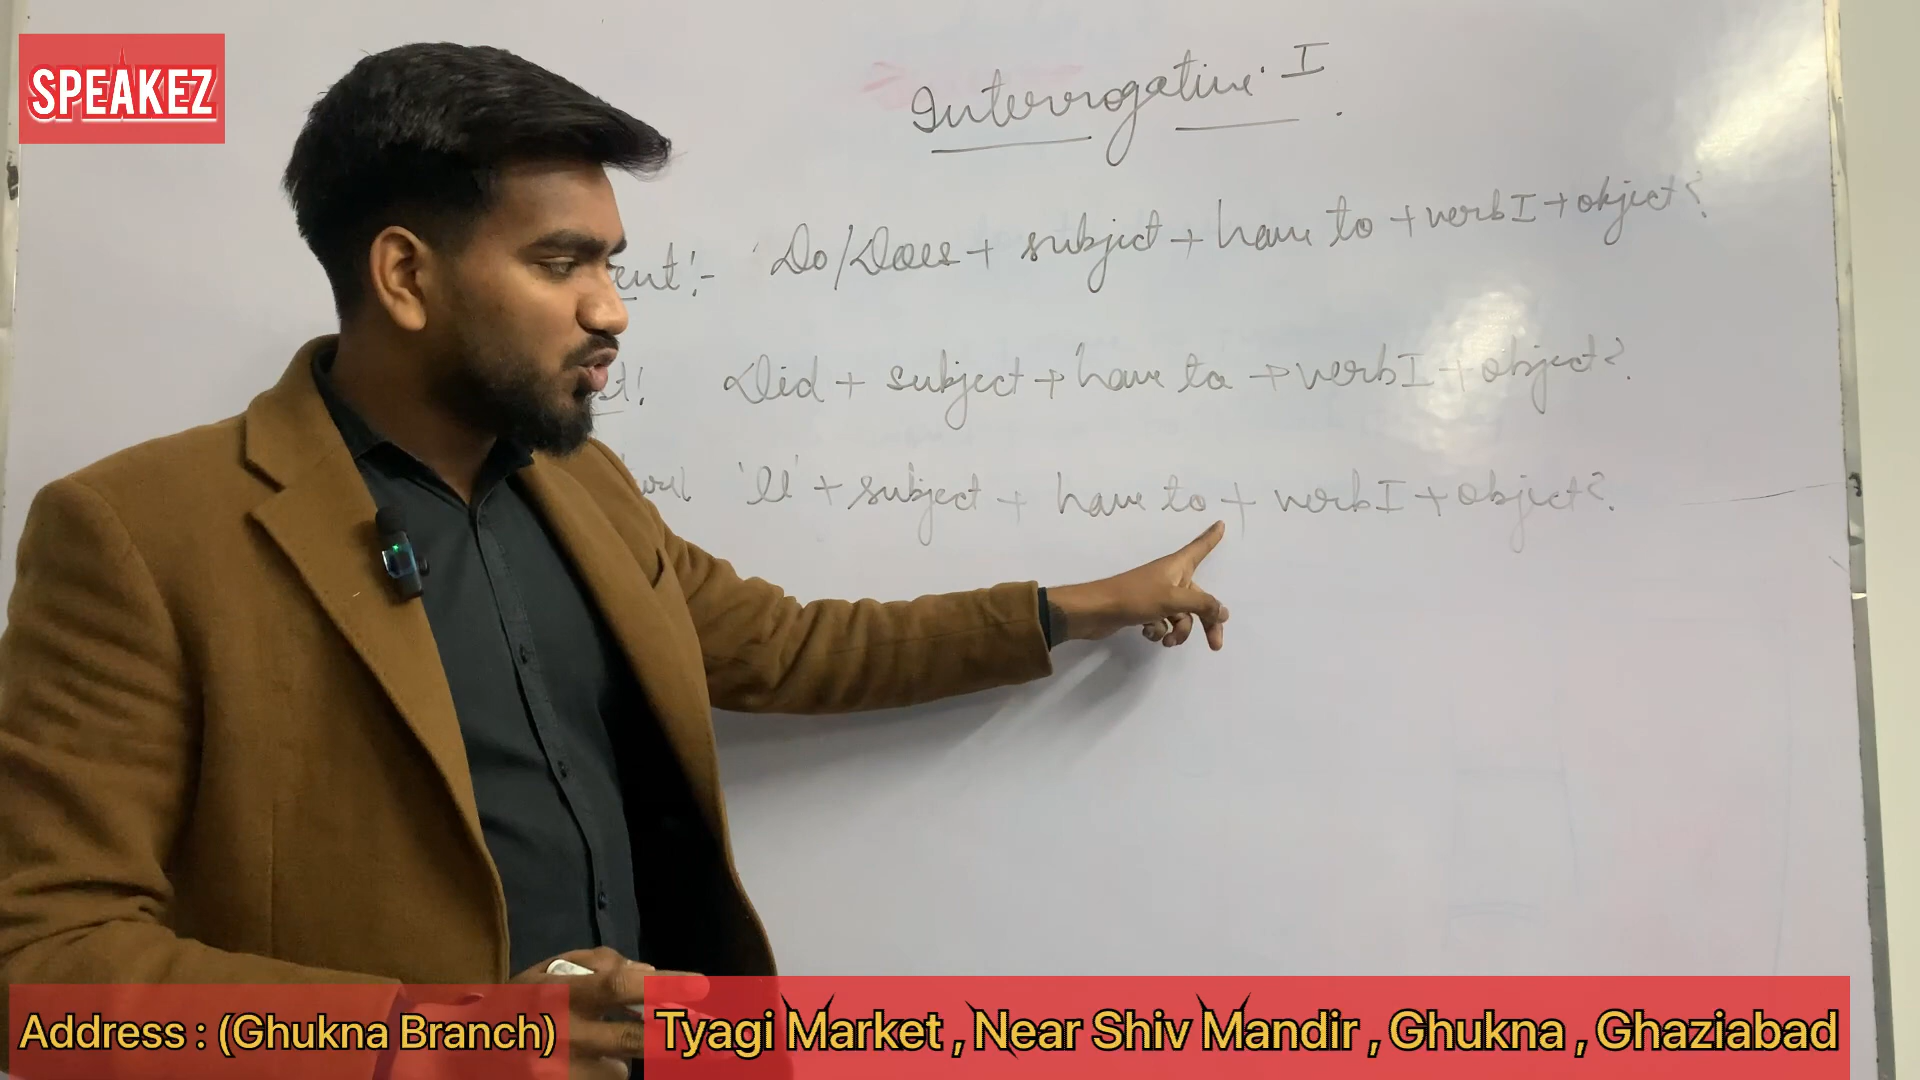 SPEAKEZ
Interrogative: I
ent:- Do/Does + subject + have to + verb I + object?
st: Did + subject + have to + verb I + object?
'll' + subject + have to + verb I + object?
Address : (Ghukna Branch)
Tyagi Market , Near Shiv Mandir , Ghukna , Ghaziabad